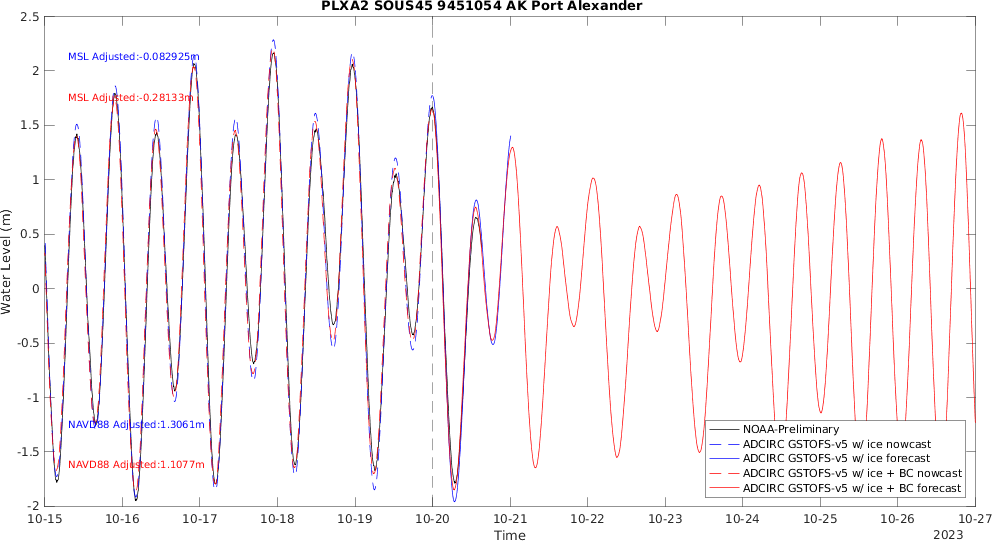 PLXA2 SOUS45 9451054 AK Port Alexander
2.5
2
1.5
1
0.5
0
-0.5
-1
-1.5
-2
Water Level (m)
MSL Adjusted:-0.082925m
MSL Adjusted:-0.28133m
NAVD88 Adjusted:1.3061m
NAVD88 Adjusted:1.1077m
NOAA-Preliminary
ADCIRC GSTOFS-v5 w/ ice nowcast
ADCIRC GSTOFS-v5 w/ ice forecast
ADCIRC GSTOFS-v5 w/ ice + BC nowcast
ADCIRC GSTOFS-v5 w/ ice + BC forecast
10-15 10-16 10-17 10-18 10-19 10-20 10-21 10-22 10-23 10-24 10-25 10-26 10-27
Time
2023